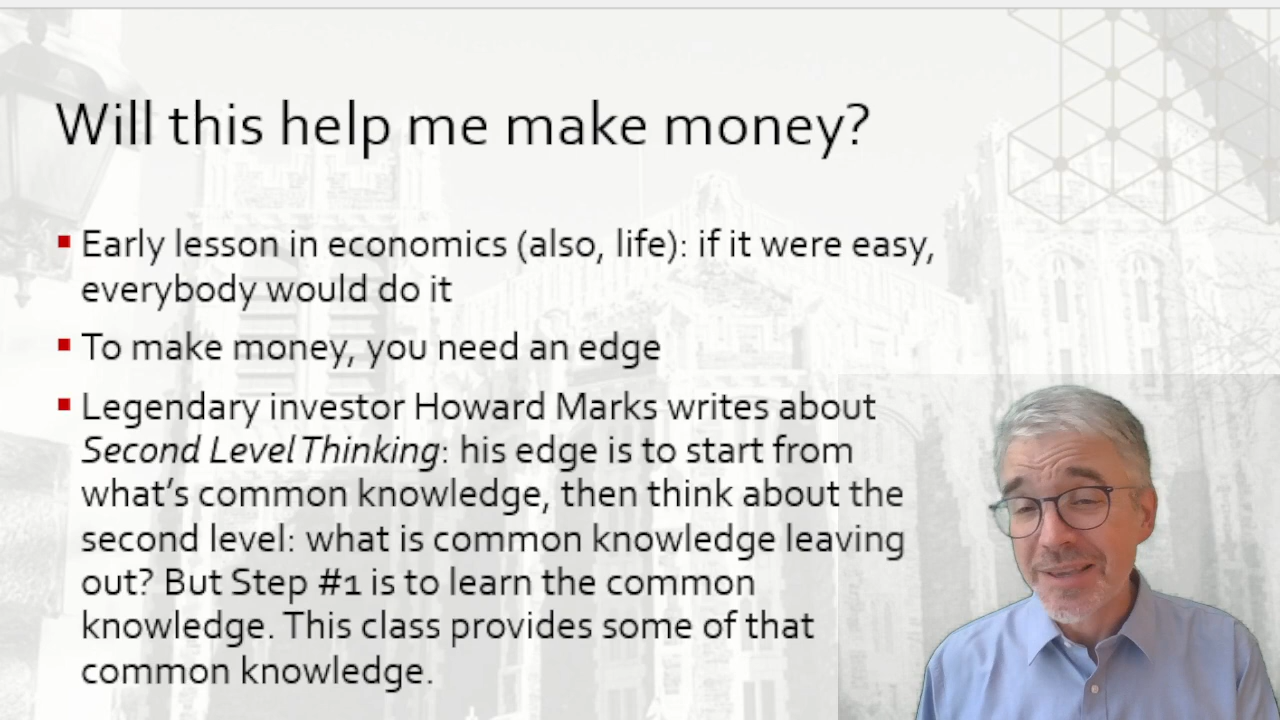 Will this help me make money?
Early lesson in economics (also, life): if it were easy,
everybody would do it
To make money, you need an edge
Legendary investor Howard Marks writes about
Second Level Thinking: his edge is to start from
what's common knowledge, then think about the
second level: what is common knowledge leaving
out? But Step #1 is to learn the common
knowledge. This class provides some of that
common knowledge.